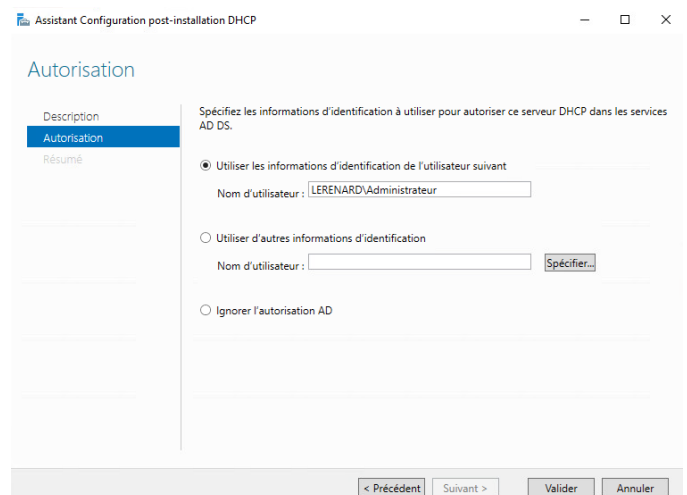 Assistant Configuration post-installation DHCP
Autorisation
Description
Autorisation
Résumé
Spécifiez les informations d'identification à utiliser pour autoriser ce serveur DHCP dans les services
AD DS.
Utiliser les informations d'identification de l'utilisateur suivant
Nom d'utilisateur : LERENARD\Administrateur
Utiliser d'autres informations d'identification
Nom d'utilisateur :
Spécifier...
Ignorer l'autorisation AD
< Précédent
Suivant >
Valider
Annuler